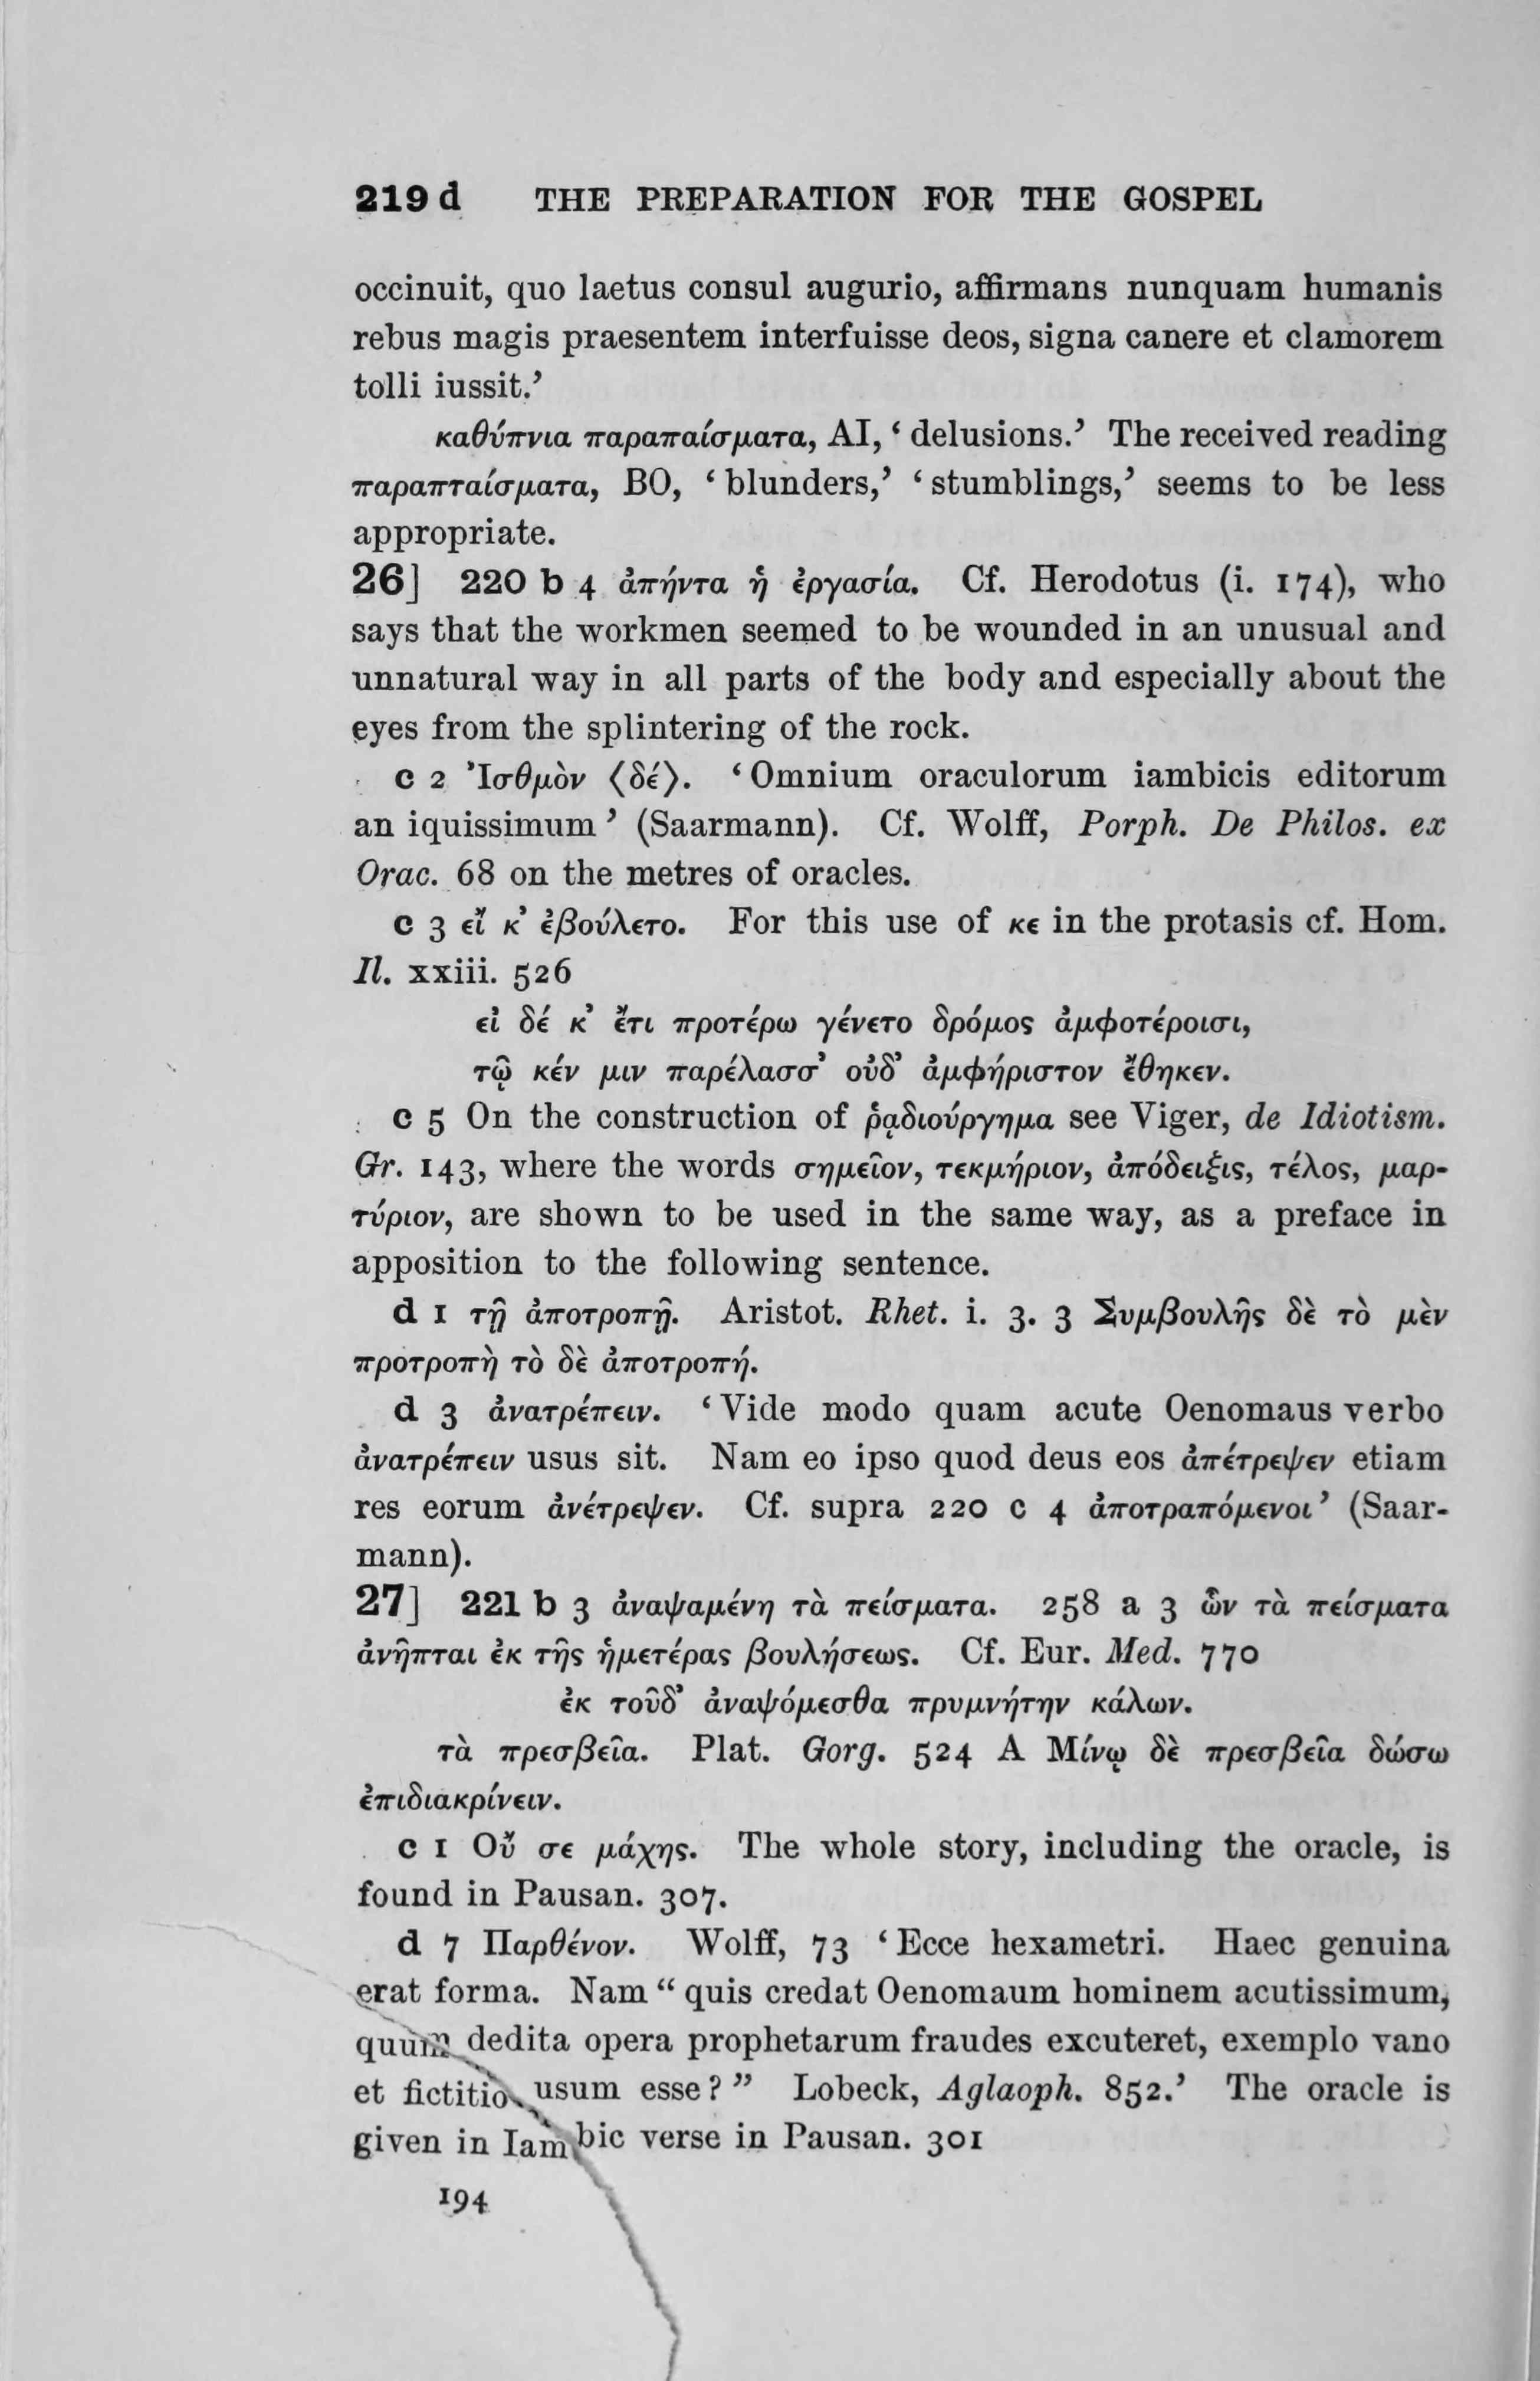 219 d THE PREPARATION FOR THE GOSPEL
occinuit, quo laetus consul augurio, affirmans nunquam humanis
rebus magis praesentem interfuisse deos, signa canere et clamorem
tolli iussit.’
καθύπνια παραπαίσματα, AI, ‘ delusions.’ The received reading
παραπταίσματα, BO, ‘ blunders,’ ‘ stumblings,’ seems to be less
appropriate.
26] 220 b 4 ἀπήντα ἡ ἐργασία. Cf. Herodotus (i. 174), who
says that the workmen seemed to be wounded in an unusual and
unnatural way in all parts of the body and especially about the
eyes from the splintering of the rock.
c 2 Ἰσθμὸν ⟨δέ⟩. ‘ Omnium oraculorum iambicis editorum
an iquissimum ’ (Saarmann). Cf. Wolff, Porph. De Philos. ex
Orac. 68 on the metres of oracles.
c 3 εἴ κ’ ἐβούλετο. For this use of κε in the protasis cf. Hom.
Il. xxiii. 526
εἰ δέ κ’ ἔτι προτέρω γένετο δρόμος ἀμφοτέροισι,
τῷ κέν μιν παρέλασσ’ οὐδ’ ἀμφήριστον ἔθηκεν.
c 5 On the construction of ῥᾳδιούργημα see Viger, de Idiotism.
Gr. 143, where the words σημεῖον, τεκμήριον, ἀπόδειξις, τέλος, μαρ-
τύριον, are shown to be used in the same way, as a preface in
apposition to the following sentence.
d 1 τῇ ἀποτροπῇ. Aristot. Rhet. i. 3. 3 Συμβουλῆς δὲ τὸ μὲν
προτροπὴ τὸ δὲ ἀποτροπή.
d 3 ἀνατρέπειν. ‘ Vide modo quam acute Oenomaus verbo
ἀνατρέπειν usus sit. Nam eo ipso quod deus eos ἀπέτρεψεν etiam
res eorum ἀνέτρεψεν. Cf. supra 220 c 4 ἀποτραπόμενοι ’ (Saar-
mann).
27] 221 b 3 ἀναψαμένη τὰ πείσματα. 258 a 3 ὧν τὰ πείσματα
ἀνῆπται ἐκ τῆς ἡμετέρας βουλήσεως. Cf. Eur. Med. 770
ἐκ τοῦδ’ ἀναψόμεσθα πρυμνήτην κάλων.
τὰ πρεσβεῖα. Plat. Gorg. 524 A Μίνῳ δὲ πρεσβεῖα δώσω
ἐπιδιακρίνειν.
c 1 Οὔ σε μάχης. The whole story, including the oracle, is
found in Pausan. 307.
d 7 Παρθένον. Wolff, 73 ‘ Ecce hexametri. Haec genuina
erat forma. Nam “ quis credat Oenomaum hominem acutissimum,
quum dedita opera prophetarum fraudes excuteret, exemplo vano
et fictitio usum esse ? ” Lobeck, Aglaoph. 852.’ The oracle is
given in Iambic verse in Pausan. 301
194